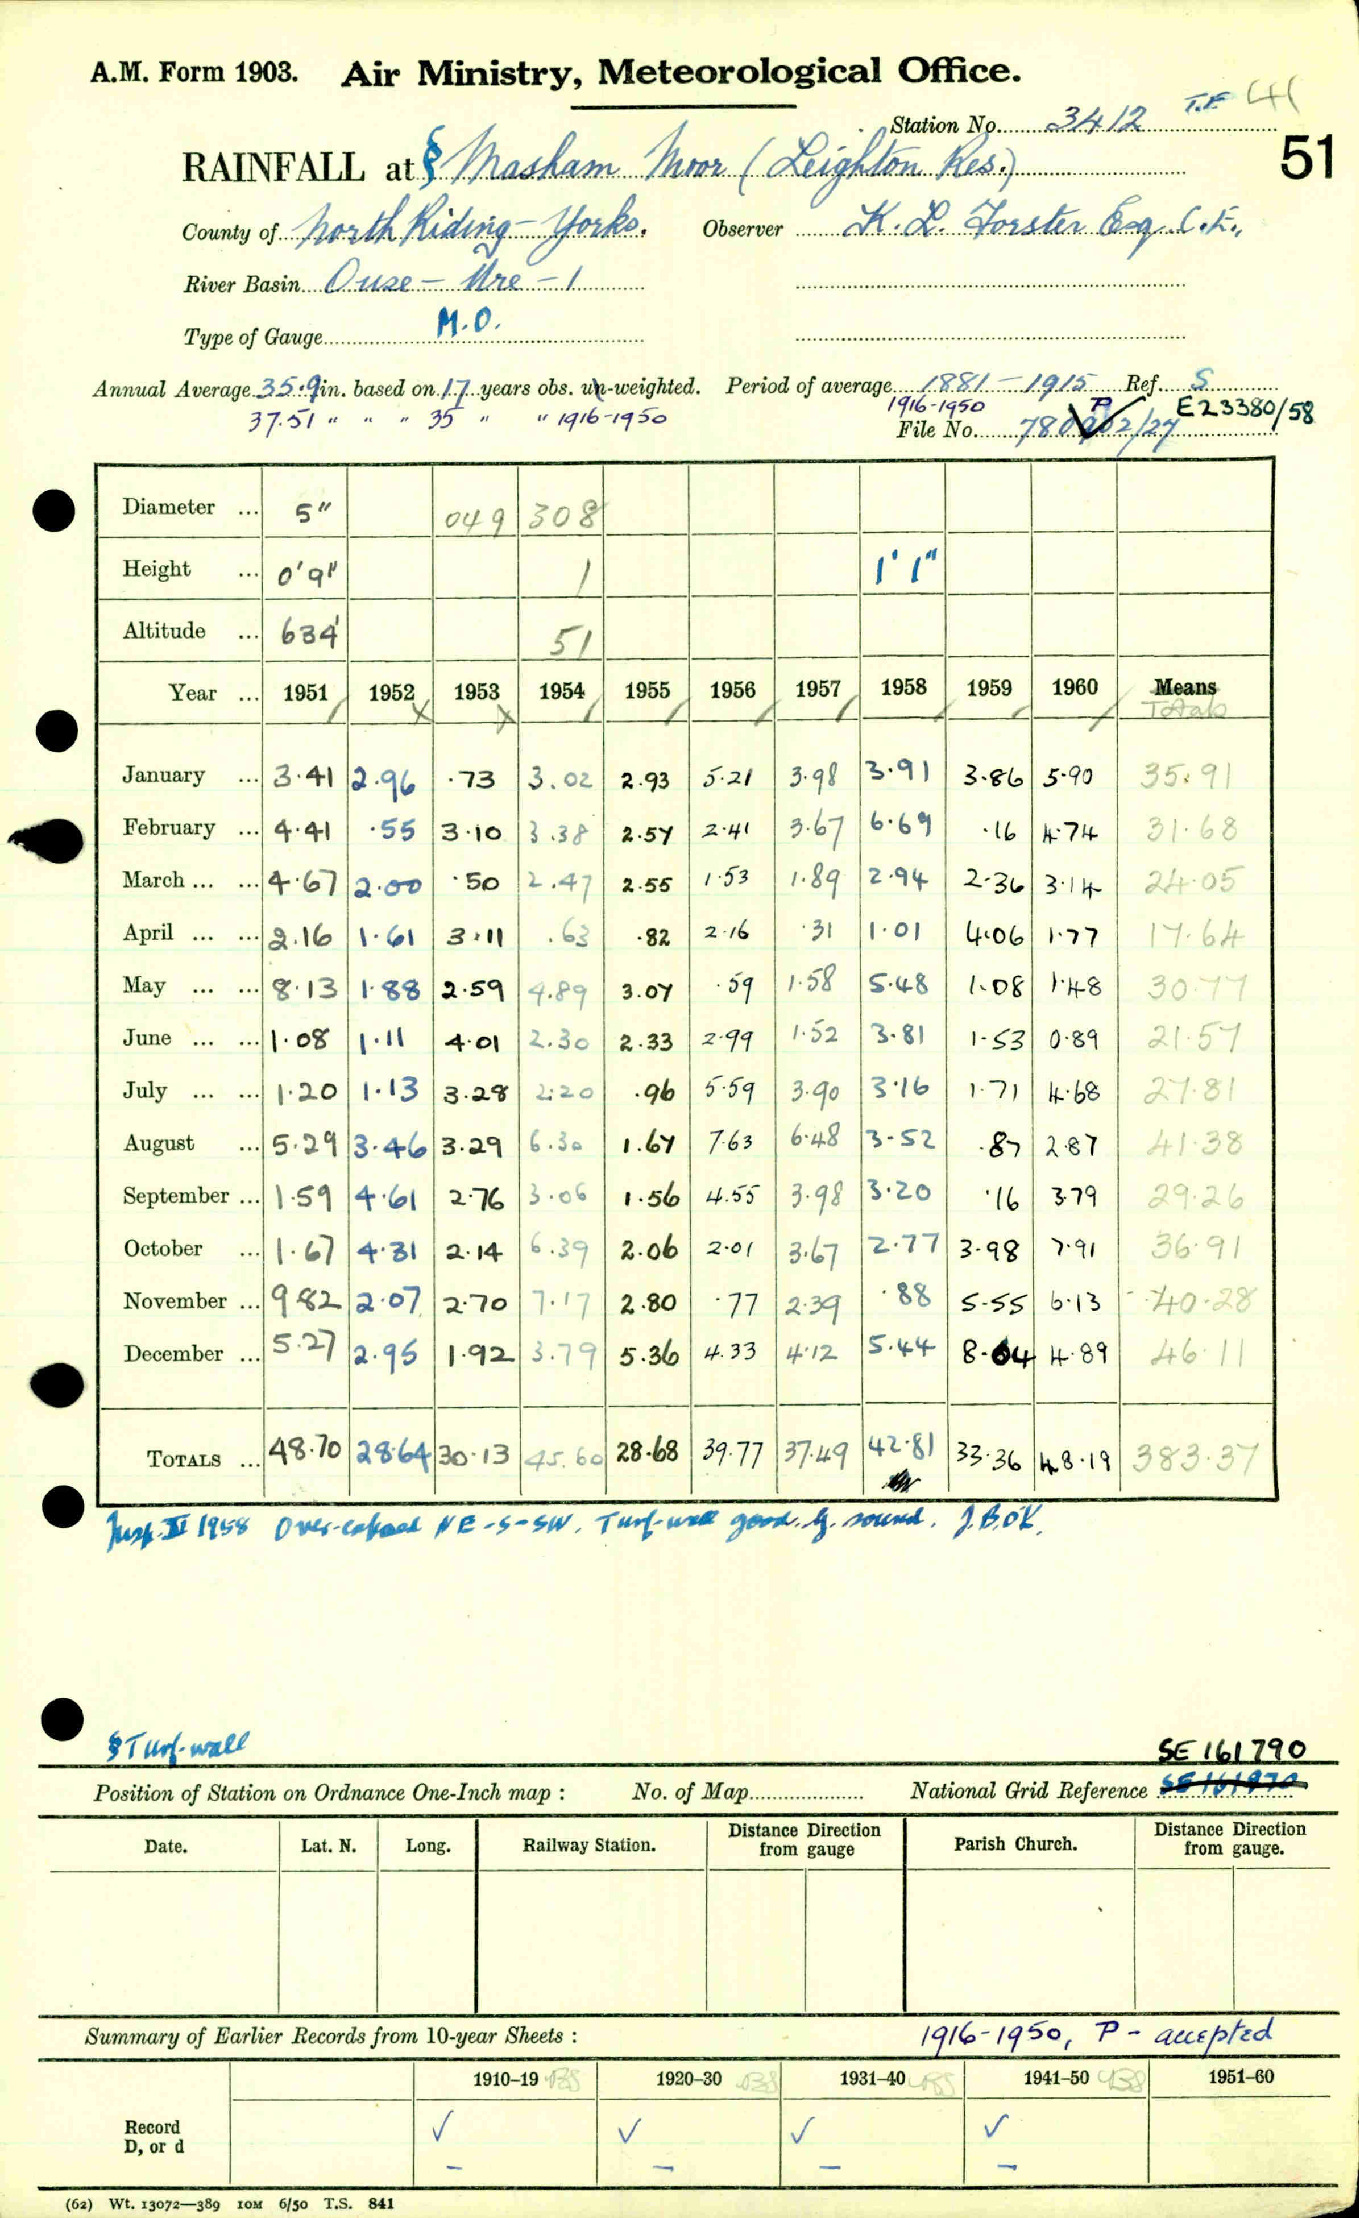 A.M. Form 1903. Air Ministry, Meteorological Office.
T.F 41
Station No. 3412
51
RAINFALL at § Masham Moor (Leighton Res.)
County of North Riding - Yorks. Observer K. L. Forster Esq C.E.,
River Basin Ouse - Ure - 1
Type of Gauge M.O.
Annual Average 35.9 in. based on 17 years obs. un-weighted. Period of average 1881-1915 Ref. S
37.51 " " " 35 " " 1916-1950 1916-1950 P E23380/58
File No.
Diameter ... 5" 049 308
Height ... 0'9" 1 1'1"
Altitude ... 634' 51
Year ... 1951 1952 1953 1954 1955 1956 1957 1958 1959 1960 Means
/ x x / / / / / / / Totals
January ... 3.41 2.96 .73 3.02 2.93 5.21 3.98 3.91 3.86 5.90 35.91
February ... 4.41 .55 3.10 3.38 2.57 2.41 3.67 6.69 .16 4.74 31.68
March ... ... 4.67 2.00 .50 2.47 2.55 1.53 1.89 2.94 2.36 3.14 24.05
April ... ... 2.16 1.61 3.11 .63 .82 2.16 .31 1.01 4.06 1.77 17.64
May ... ... 8.13 1.88 2.59 4.89 3.07 .59 1.58 5.48 1.08 1.48 30.77
June ... ... 1.08 1.11 4.01 2.30 2.33 2.99 1.52 3.81 1.53 0.89 21.57
July ... ... 1.20 1.13 3.28 2.20 .96 5.59 3.90 3.16 1.71 4.68 27.81
August ... 5.29 3.46 3.29 6.30 1.67 7.63 6.48 3.52 .87 2.87 41.38
September ... 1.59 4.61 2.76 3.06 1.56 4.55 3.98 3.20 .16 3.79 29.26
October ... 1.67 4.31 2.14 6.39 2.06 2.01 3.67 2.77 3.98 7.91 36.91
November ... 9.82 2.07 2.70 7.17 2.80 .77 2.39 .88 5.55 6.13 40.28
December ... 5.27 2.95 1.92 3.79 5.36 4.33 4.12 5.44 8.04 4.89 46.11
TOTALS ... 48.70 28.64 30.13 45.60 28.68 39.77 37.49 42.81 33.36 48.19 383.37
Insp. 1958 Over-exposed NE-S-SW. Turf-wall good. G. sound. J.B.O'K.
§ Turf-wall
SE 161790
Position of Station on Ordnance One-Inch map : No. of Map National Grid Reference SE 161870
Date. Lat. N. Long. Railway Station. Distance from gauge Direction Parish Church. Distance from gauge. Direction
Summary of Earlier Records from 10-year Sheets : 1916-1950, P - accepted
1910-19 1920-30 1931-40 1941-50 1951-60
Record ✓ ✓ ✓ ✓
D, or d – – – –
(62) Wt. 13072—389 10M 6/50 T.S. 841